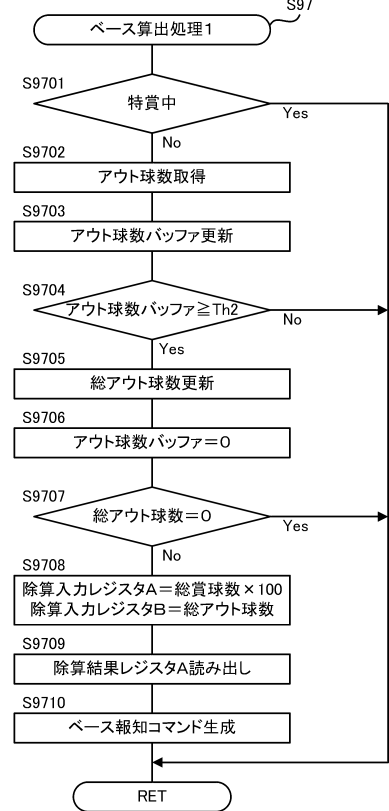 S97
ベース算出処理1
S9701
特賞中
Yes
No
S9702
アウト球数取得
S9703
アウト球数バッファ更新
S9704
アウト球数バッファ≧Th2
No
Yes
S9705
総アウト球数更新
S9706
アウト球数バッファ=0
S9707
総アウト球数=0
Yes
No
S9708
除算入力レジスタA=総賞球数×100
除算入力レジスタB=総アウト球数
S9709
除算結果レジスタA読み出し
S9710
ベース報知コマンド生成
RET